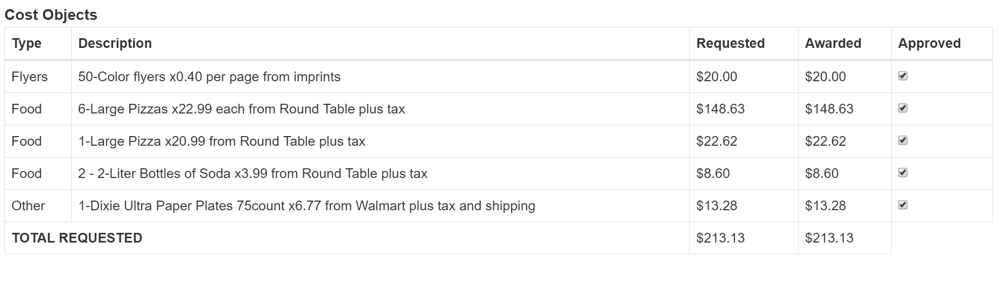 Cost Objects
Type Description Requested Awarded Approved
Flyers 50-Color flyers x0.40 per page from imprints $20.00 $20.00
Food 6-Large Pizzas x22.99 each from Round Table plus tax $148.63 $148.63
Food 1-Large Pizza x20.99 from Round Table plus tax $22.62 $22.62
Food 2 - 2-Liter Bottles of Soda x3.99 from Round Table plus tax $8.60 $8.60
Other 1-Dixie Ultra Paper Plates 75count x6.77 from Walmart plus tax and shipping $13.28 $13.28
TOTAL REQUESTED $213.13 $213.13